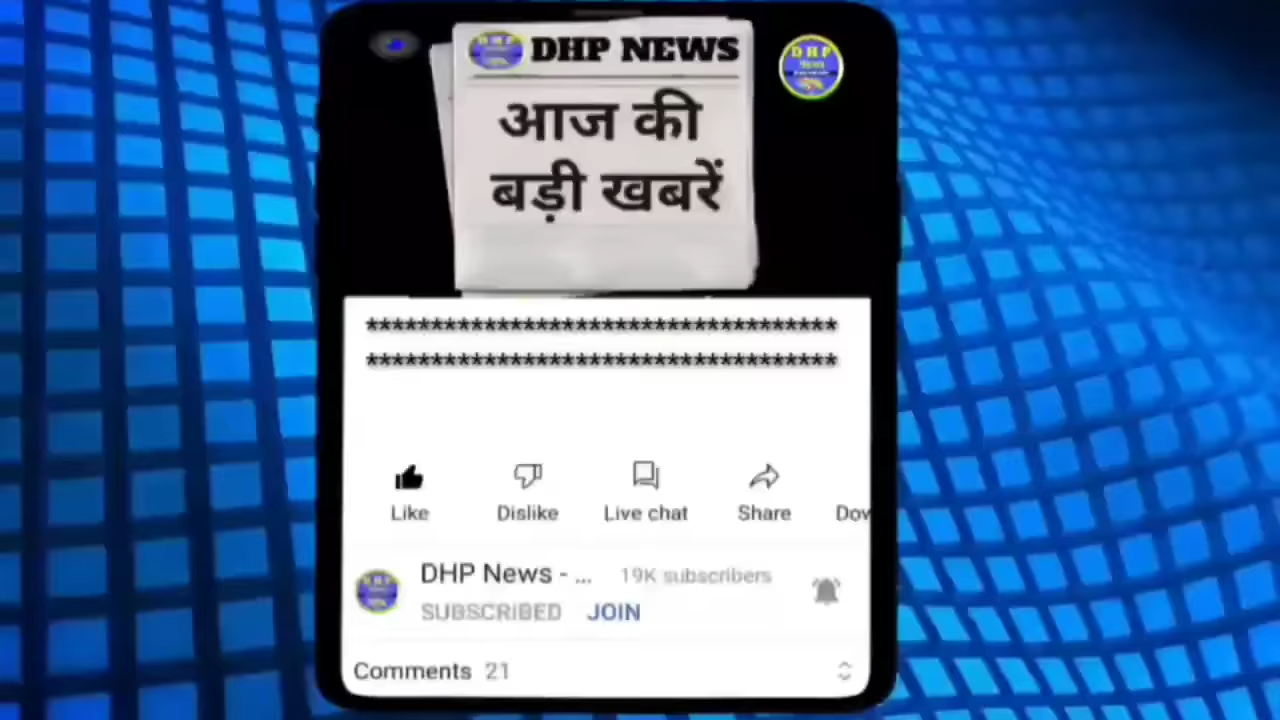 DHP NEWS
DHP
आज की
बड़ी खबरें
************************************
************************************
Like Dislike Live chat Share Dov
DHP News - ... 19K subscribers
SUBSCRIBED JOIN
Comments 21